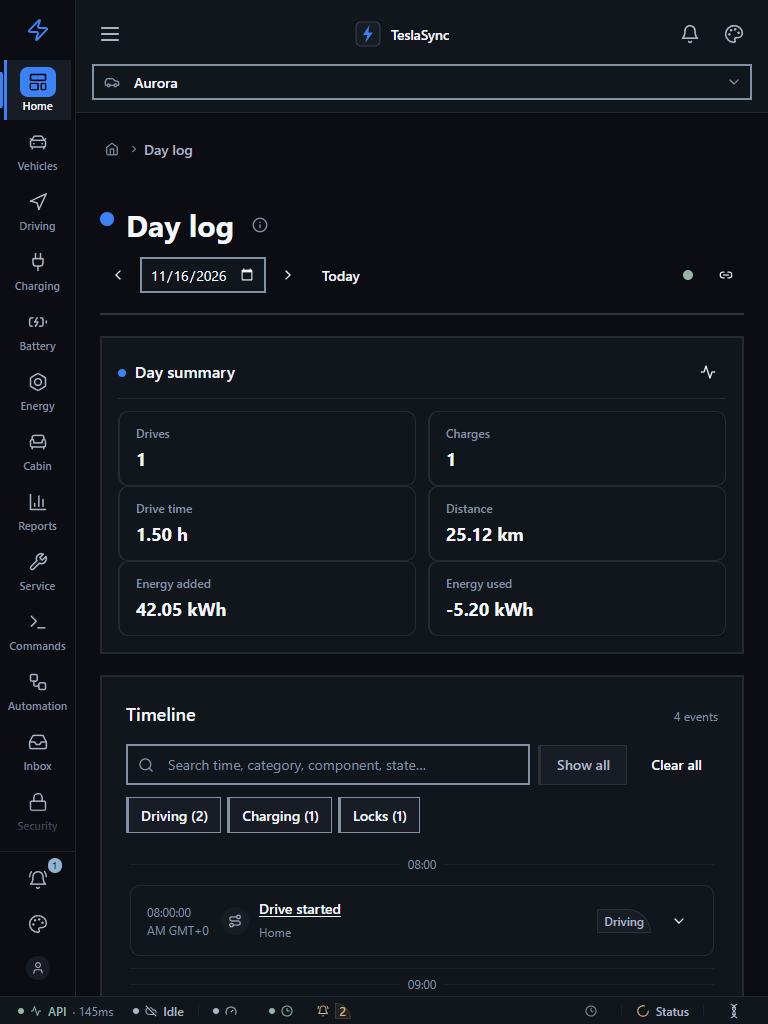 TeslaSync
Aurora
Home
Vehicles
Driving
Charging
Battery
Energy
Cabin
Reports
Service
Commands
Automation
Inbox
Security
1
Day log
Day log
11/16/2026
Today
Day summary
Drives
1
Charges
1
Drive time
1.50 h
Distance
25.12 km
Energy added
42.05 kWh
Energy used
-5.20 kWh
Timeline
4 events
Search time, category, component, state...
Show all
Clear all
Driving (2)
Charging (1)
Locks (1)
08:00
08:00:00
AM GMT+0
Drive started
Home
Driving
09:00
API · 145ms
Idle
2
Status